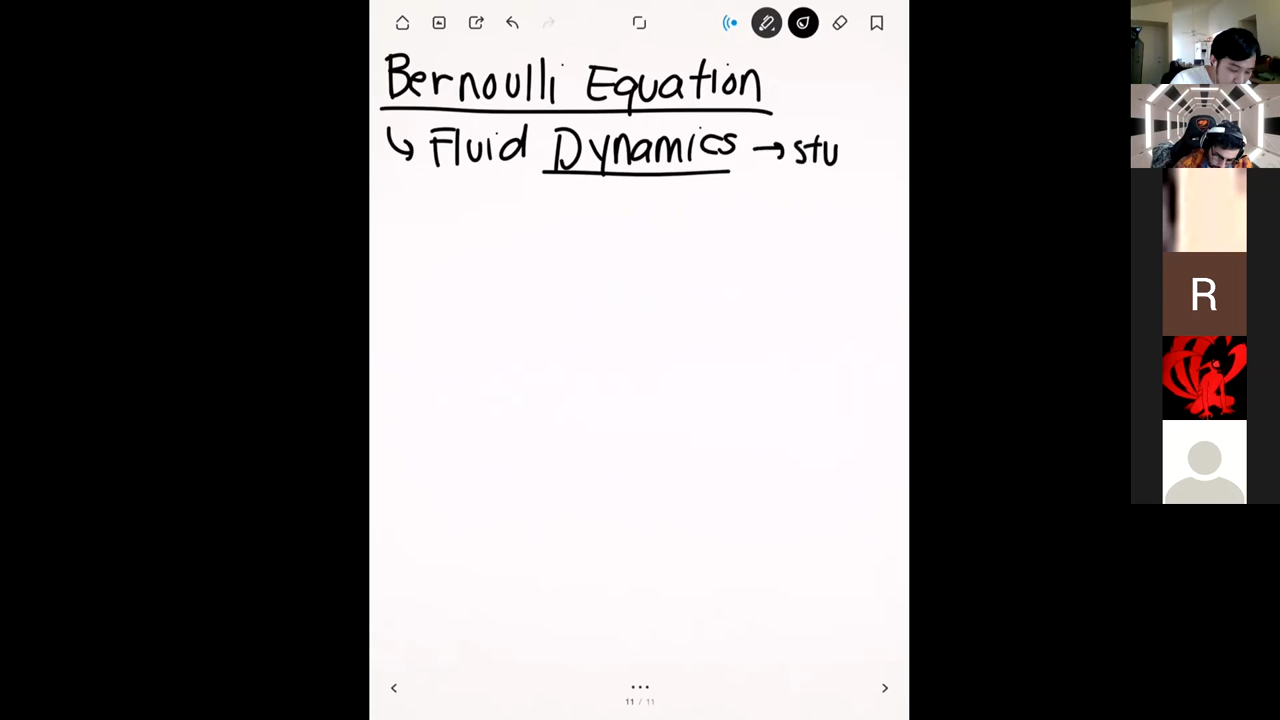 Bernoulli Equation
↳ Fluid Dynamics → stu
R
11 / 11